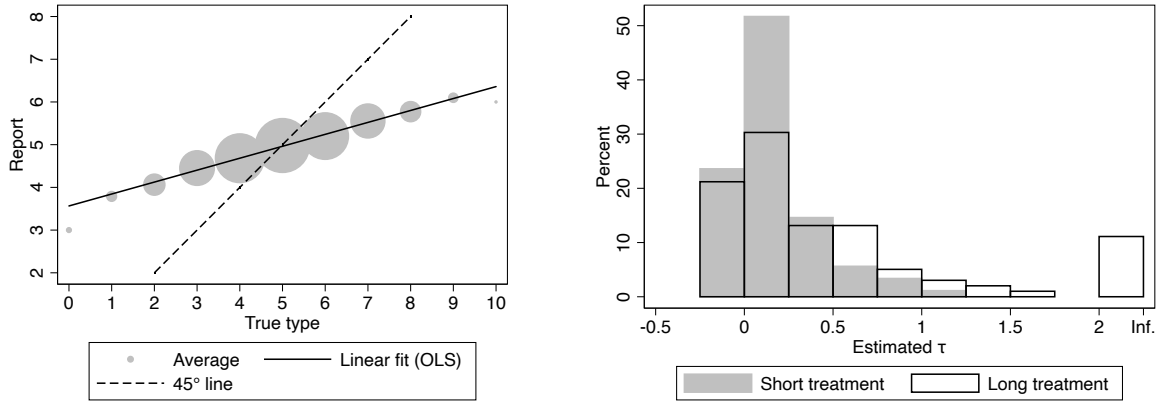 Report
8
7
6
5
4
3
2
0 1 2 3 4 5 6 7 8 9 10
True type
Average
Linear fit (OLS)
45° line
Percent
50
40
30
20
10
0
-0.5 0 0.5 1 1.5 2 Inf.
Estimated τ
Short treatment
Long treatment